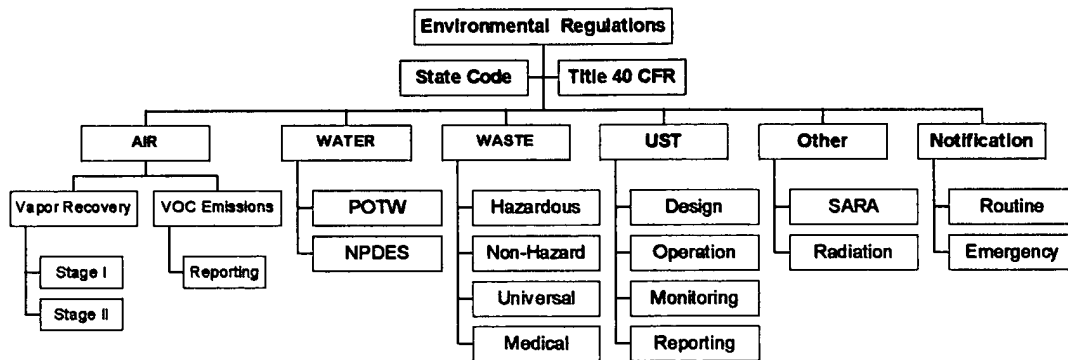 Environmental Regulations
State Code
Title 40 CFR
AIR
WATER
WASTE
UST
Other
Notification
Vapor Recovery
VOC Emissions
POTW
Hazardous
Design
SARA
Routine
Stage I
Reporting
NPDES
Non-Hazard
Operation
Radiation
Emergency
Stage II
Universal
Monitoring
Medical
Reporting